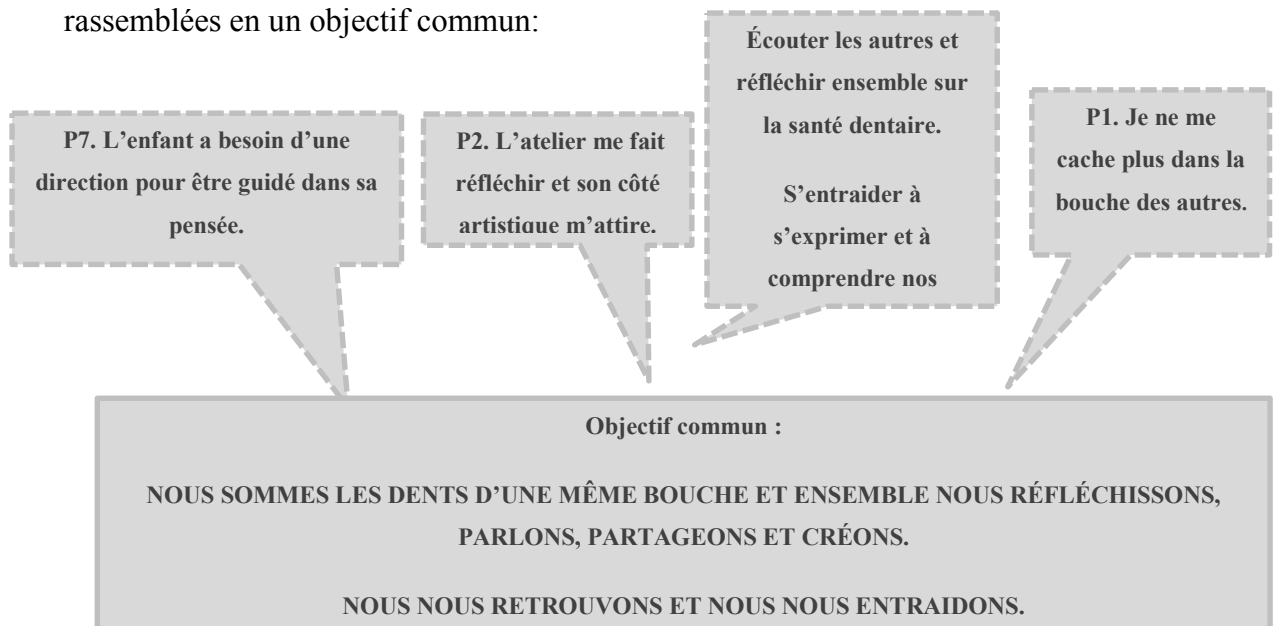 rassemblées en un objectif commun:
P7. L’enfant a besoin d’une
direction pour être guidé dans sa
pensée.
P2. L’atelier me fait
réfléchir et son côté
artistique m’attire.
Écouter les autres et
réfléchir ensemble sur
la santé dentaire.
S’entraider à
s’exprimer et à
comprendre nos
P1. Je ne me
cache plus dans la
bouche des autres.
Objectif commun :
NOUS SOMMES LES DENTS D’UNE MÊME BOUCHE ET ENSEMBLE NOUS RÉFLÉCHISSONS,
PARLONS, PARTAGEONS ET CRÉONS.
NOUS NOUS RETROUVONS ET NOUS NOUS ENTRAIDONS.